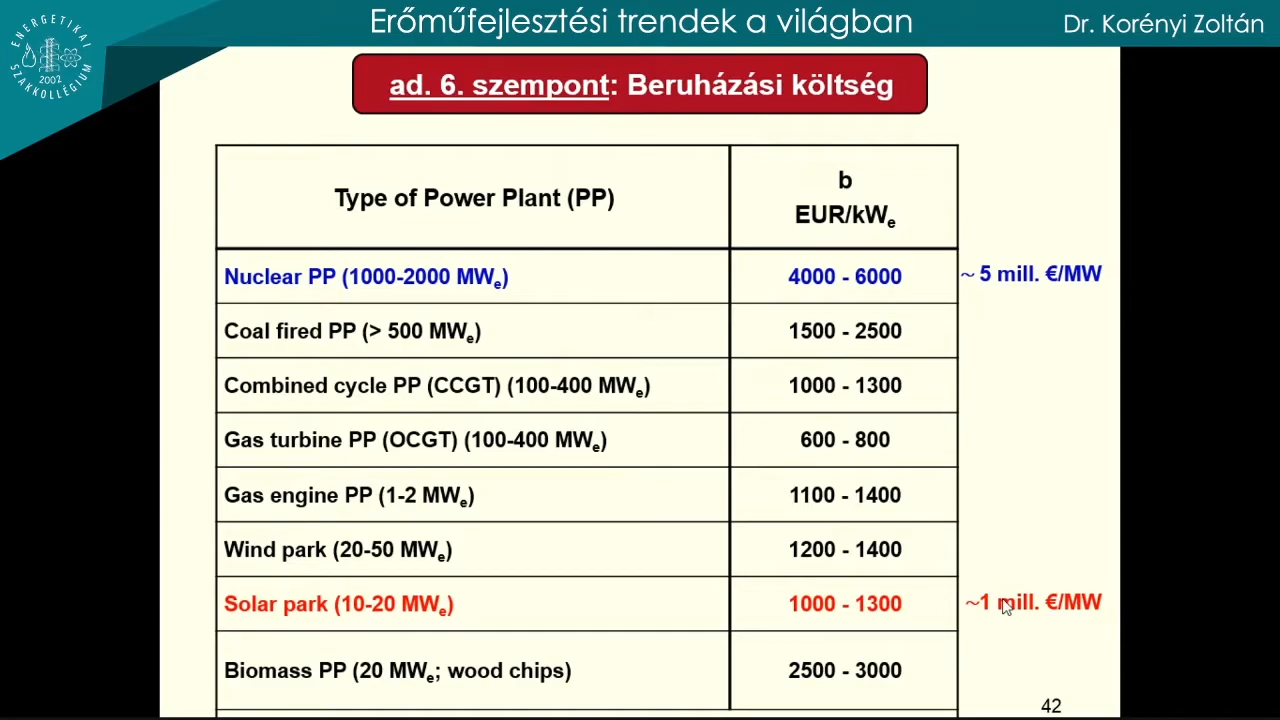 ENERGETIKAI SZAKKOLLÉGIUM
2002
Erőműfejlesztési trendek a világban
Dr. Korényi Zoltán
ad. 6. szempont: Beruházási költség
Type of Power Plant (PP)
b
EUR/kWe
Nuclear PP (1000-2000 MWe)
4000 - 6000
~ 5 mill. €/MW
Coal fired PP (> 500 MWe)
1500 - 2500
Combined cycle PP (CCGT) (100-400 MWe)
1000 - 1300
Gas turbine PP (OCGT) (100-400 MWe)
600 - 800
Gas engine PP (1-2 MWe)
1100 - 1400
Wind park (20-50 MWe)
1200 - 1400
Solar park (10-20 MWe)
1000 - 1300
~1 mill. €/MW
Biomass PP (20 MWe; wood chips)
2500 - 3000
42